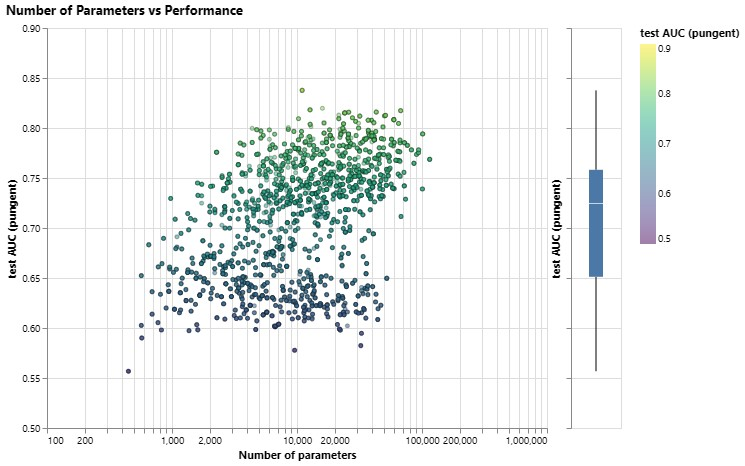 Number of Parameters vs Performance
test AUC (pungent)
0.90
0.85
0.80
0.75
0.70
0.65
0.60
0.55
0.50
100 200 1,000 2,000 10,000 20,000 100,000 200,000 1,000,000
Number of parameters
test AUC (pungent)
test AUC (pungent)
0.9
0.8
0.7
0.6
0.5